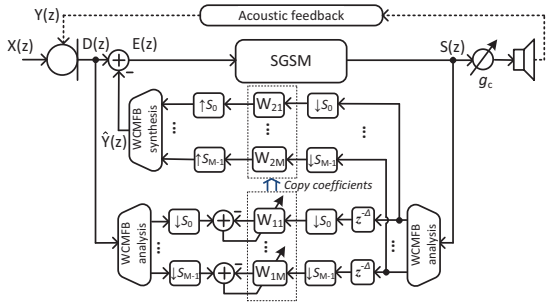 Y(z)
Acoustic feedback
X(z)
D(z)
E(z)
SGSM
S(z)
g_c
Ŷ(z)
WCMFB synthesis
↑S_0
W_21
↓S_0
↑S_M-1
W_2M
↓S_M-1
Copy coefficients
WCMFB analysis
↓S_0
W_11
↓S_0
z^-Δ
WCMFB analysis
↓S_M-1
W_1M
↓S_M-1
z^-Δ